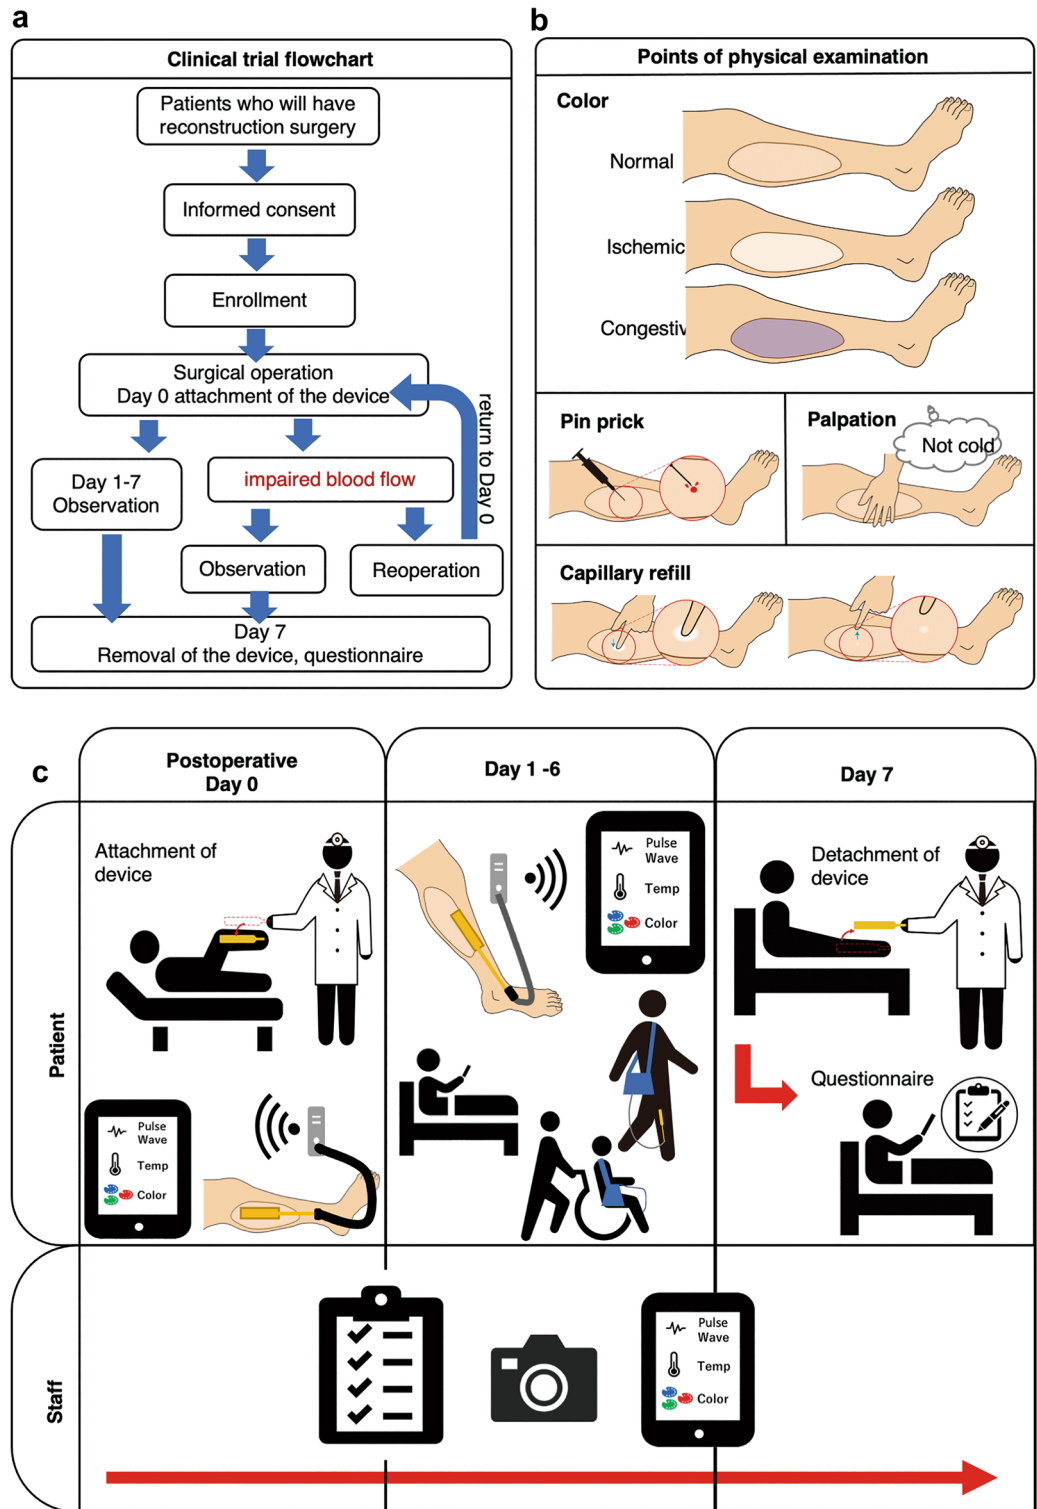 a
Clinical trial flowchart
Patients who will have
reconstruction surgery
Informed consent
Enrollment
Surgical operation
Day 0 attachment of the device
return to Day 0
Day 1-7
Observation
impaired blood flow
Observation
Reoperation
Day 7
Removal of the device, questionnaire
b
Points of physical examination
Color
Normal
Ischemic
Congestiv
Pin prick
Palpation
Not cold
Capillary refill
c
Postoperative
Day 0
Day 1 -6
Day 7
Patient
Attachment of
device
Pulse
Wave
Temp
Color
Pulse
Wave
Temp
Color
Detachment of
device
Questionnaire
Staff
Pulse
Wave
Temp
Color